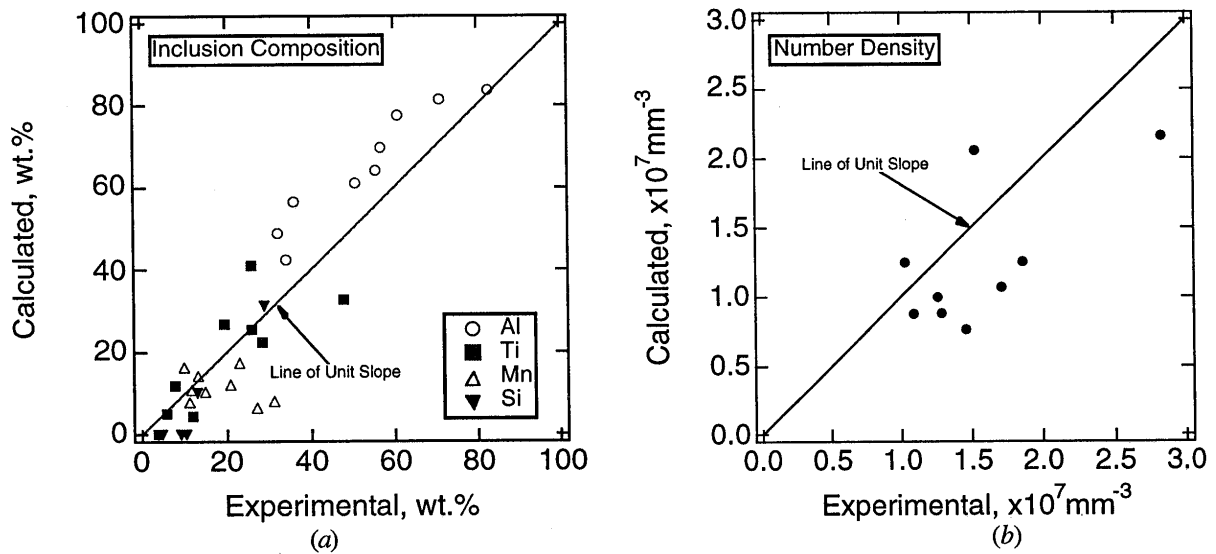 Inclusion Composition
Calculated, wt.%
100
80
60
40
20
0
Line of Unit Slope
Al
Ti
Mn
Si
0 20 40 60 80 100
Experimental, wt.%
(a)
Number Density
Calculated, x10⁷mm⁻³
3.0
2.5
2.0
1.5
1.0
0.5
0.0
Line of Unit Slope
0.0 0.5 1.0 1.5 2.0 2.5 3.0
Experimental, x10⁷mm⁻³
(b)